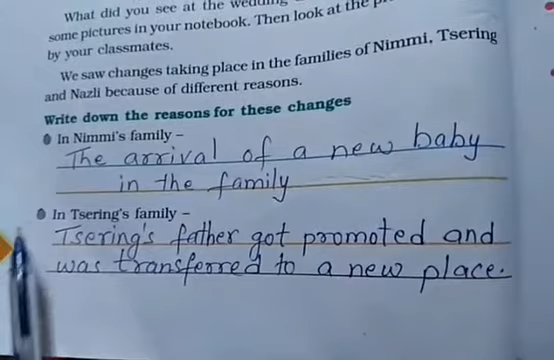 What did you see at the wedding
some pictures in your notebook. Then look at the
by your classmates.
We saw changes taking place in the families of Nimmi, Tsering
and Nazli because of different reasons.
Write down the reasons for these changes
In Nimmi's family –
The arrival of a new baby
in the family
In Tsering's family –
Tsering's father got promoted and
was transferred to a new place.